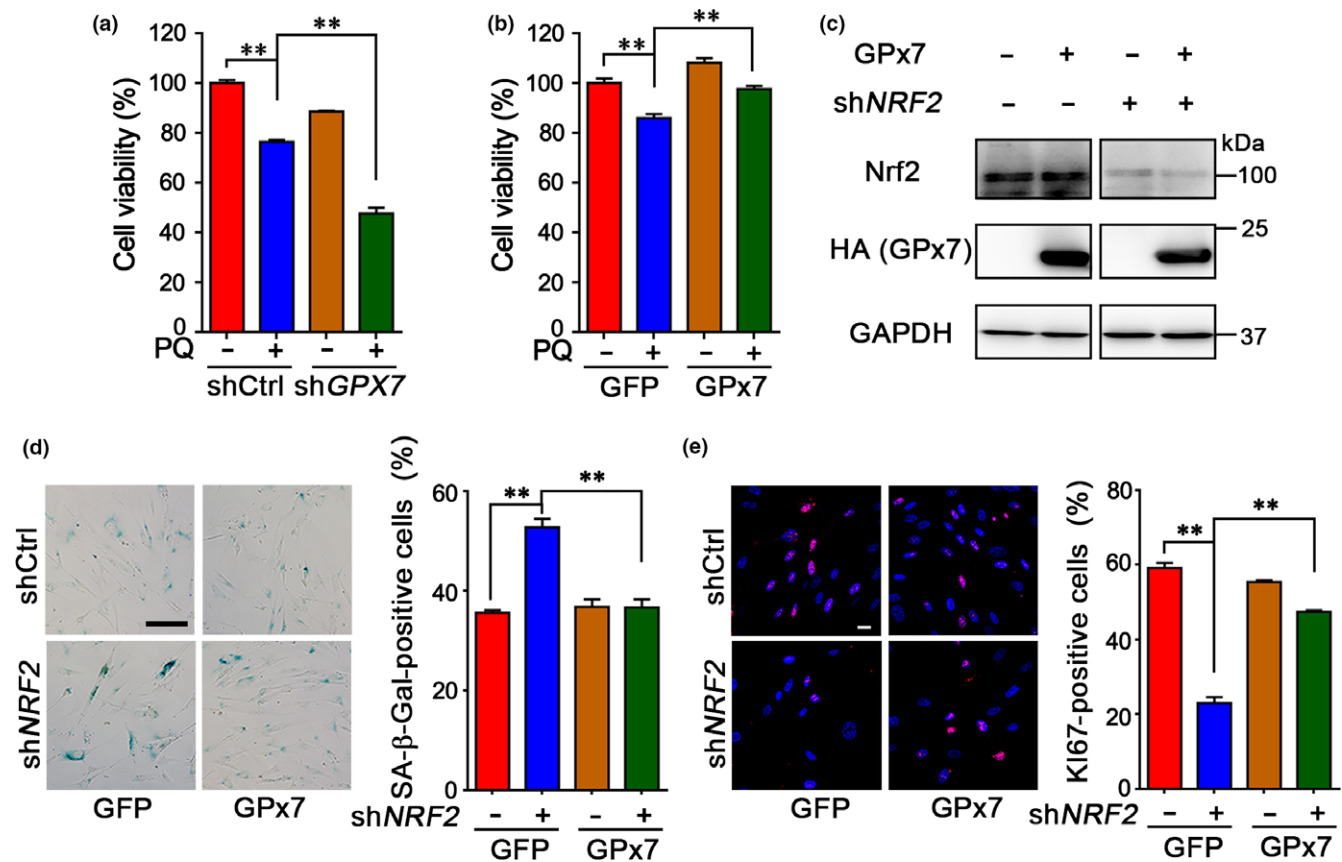 (a)
Cell viability (%)
120
100
80
60
40
20
0
** **
PQ − + − +
shCtrl shGPX7
(b)
Cell viability (%)
120
100
80
60
40
20
0
** **
PQ − + − +
GFP GPx7
(c)
GPx7 − + − +
shNRF2 − − + +
kDa
Nrf2 100
25
HA (GPx7)
GAPDH 37
(d)
shCtrl
shNRF2
GFP GPx7
SA-β-Gal-positive cells (%)
60
40
20
0
** **
shNRF2 − + − +
GFP GPx7
(e)
shCtrl
shNRF2
GFP GPx7
KI67-positive cells (%)
80
60
40
20
0
** **
shNRF2 − + − +
GFP GPx7